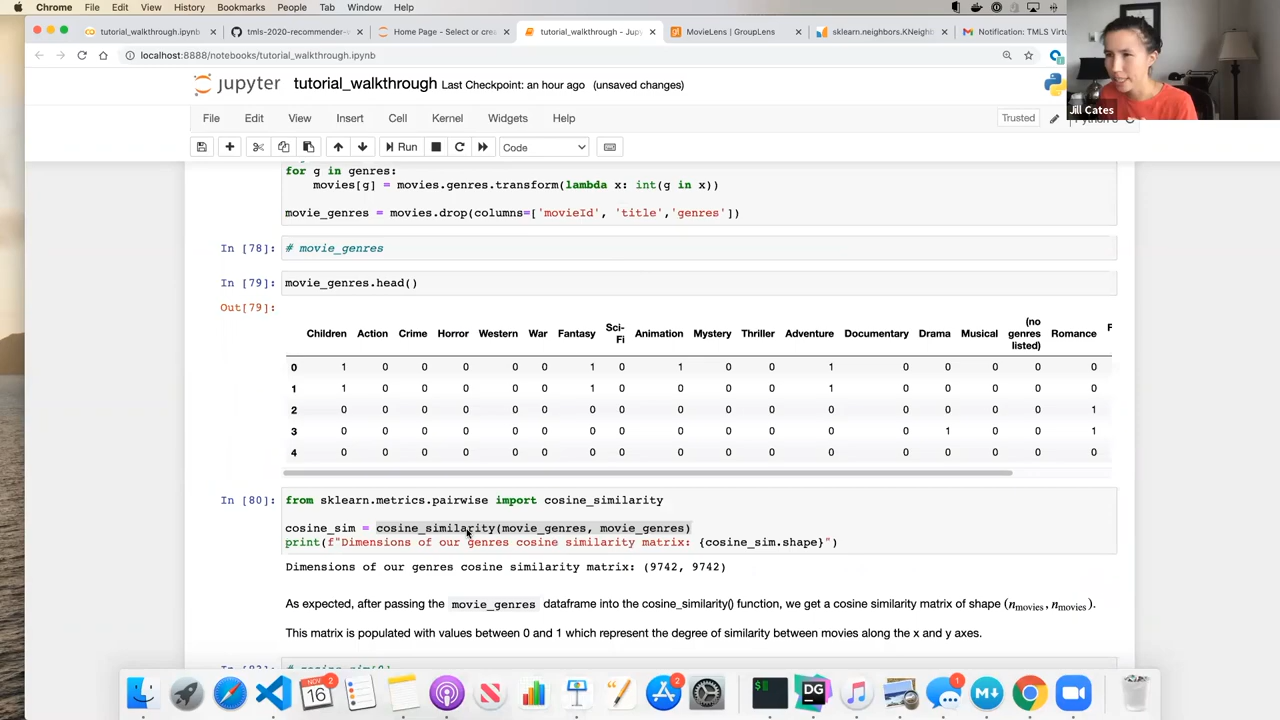 Chrome File Edit View History Bookmarks People Tab Window Help
tutorial_walkthrough.ipynb
tmls-2020-recommender-w
Home Page - Select or cre
tutorial_walkthrough - Jup
MovieLens | GroupLens
sklearn.neighbors.KNeighb
Notification: TMLS Virtu
localhost:8888/notebooks/tutorial_walkthrough.ipynb
Jill Cates
jupyter tutorial_walkthrough Last Checkpoint: an hour ago (unsaved changes)
File Edit View Insert Cell Kernel Widgets Help
Trusted
Run Code
for g in genres:
movies[g] = movies.genres.transform(lambda x: int(g in x))
movie_genres = movies.drop(columns=['movieId', 'title','genres'])
In [78]: # movie_genres
In [79]: movie_genres.head()
Out[79]:
Children Action Crime Horror Western War Fantasy Sci-Fi Animation Mystery Thriller Adventure Documentary Drama Musical (no genres listed) Romance F
0 1 0 0 0 0 0 1 0 1 0 0 1 0 0 0 0 0
1 1 0 0 0 0 0 1 0 0 0 0 1 0 0 0 0 0
2 0 0 0 0 0 0 0 0 0 0 0 0 0 0 0 0 1
3 0 0 0 0 0 0 0 0 0 0 0 0 0 1 0 0 1
4 0 0 0 0 0 0 0 0 0 0 0 0 0 0 0 0 0
In [80]: from sklearn.metrics.pairwise import cosine_similarity
cosine_sim = cosine_similarity(movie_genres, movie_genres)
print(f"Dimensions of our genres cosine similarity matrix: {cosine_sim.shape}")
Dimensions of our genres cosine similarity matrix: (9742, 9742)
As expected, after passing the movie_genres dataframe into the cosine_similarity() function, we get a cosine similarity matrix of shape (nmovies, nmovies).
This matrix is populated with values between 0 and 1 which represent the degree of similarity between movies along the x and y axes.
NOV
2
16
2
$
DG
1
M